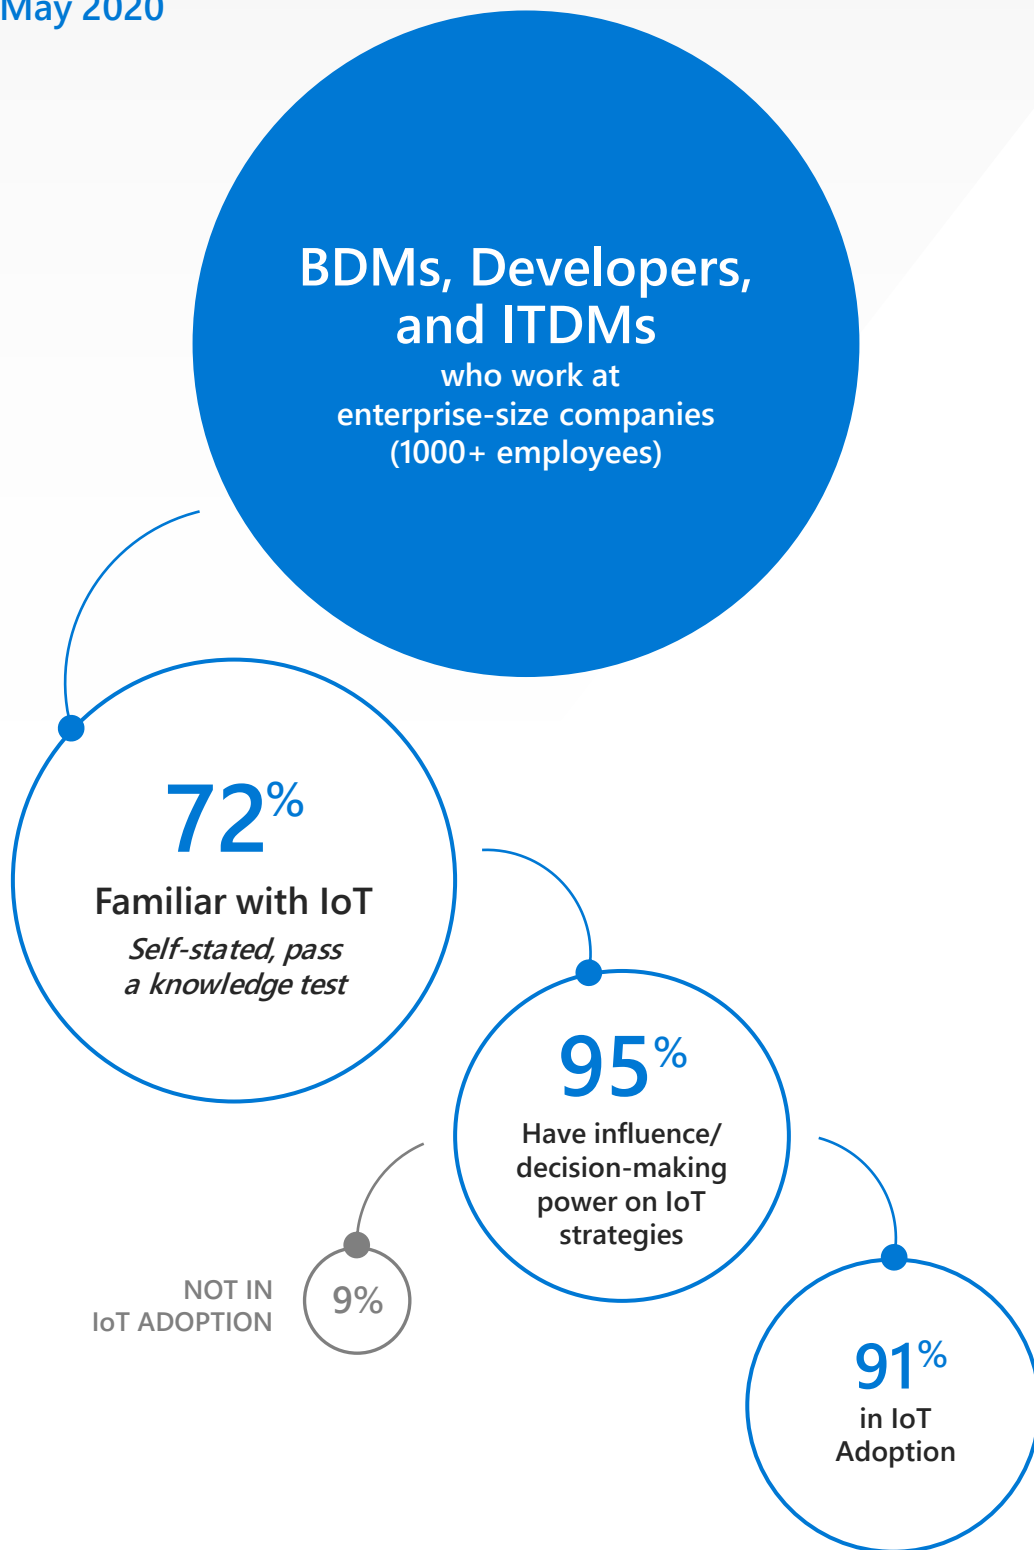 May 2020
BDMs, Developers,
and ITDMs
who work at
enterprise-size companies
(1000+ employees)
72%
Familiar with IoT
Self-stated, pass
a knowledge test
95%
Have influence/
decision-making
power on IoT
strategies
NOT IN
IoT ADOPTION
9%
91%
in IoT
Adoption